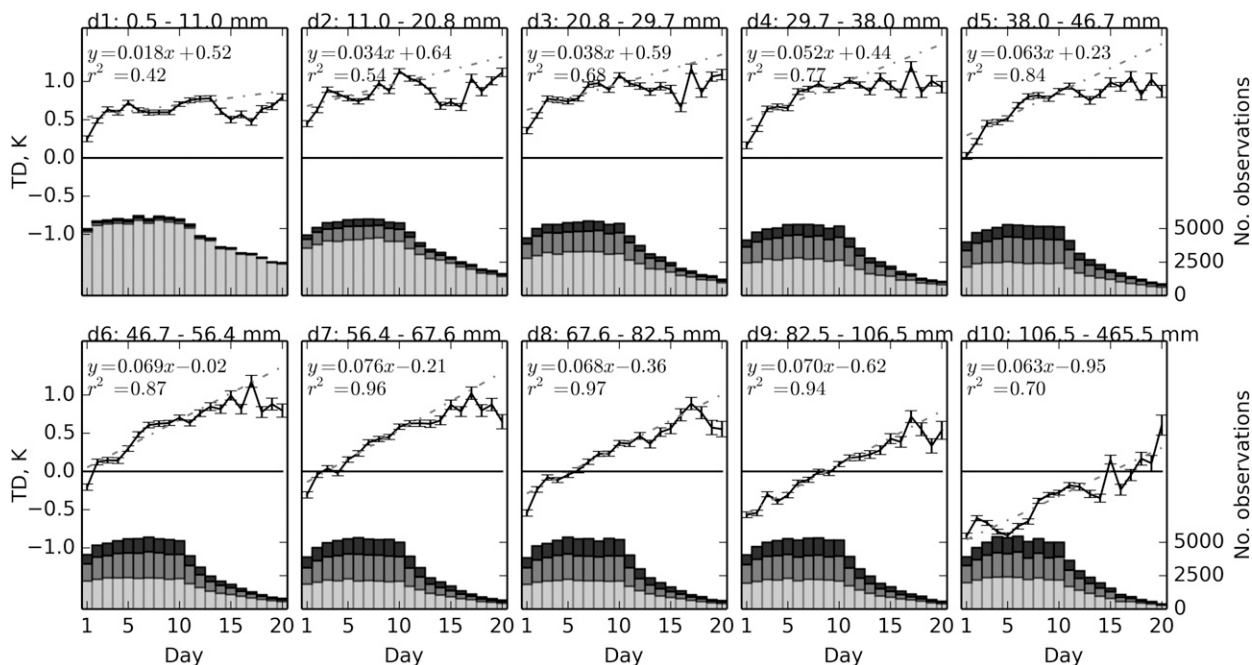 d1: 0.5 - 11.0 mm
d2: 11.0 - 20.8 mm
d3: 20.8 - 29.7 mm
d4: 29.7 - 38.0 mm
d5: 38.0 - 46.7 mm
y=0.018x+0.52
r² =0.42
y=0.034x+0.64
r² =0.54
y=0.038x+0.59
r² =0.68
y=0.052x+0.44
r² =0.77
y=0.063x+0.23
r² =0.84
TD, K
1.0
0.5
0.0
−0.5
−1.0
No. observations
5000
2500
0
d6: 46.7 - 56.4 mm
d7: 56.4 - 67.6 mm
d8: 67.6 - 82.5 mm
d9: 82.5 - 106.5 mm
d10: 106.5 - 465.5 mm
y=0.069x−0.02
r² =0.87
y=0.076x−0.21
r² =0.96
y=0.068x−0.36
r² =0.97
y=0.070x−0.62
r² =0.94
y=0.063x−0.95
r² =0.70
TD, K
1.0
0.5
0.0
−0.5
−1.0
No. observations
5000
2500
0
1 5 10 15 20
1 5 10 15 20
1 5 10 15 20
1 5 10 15 20
1 5 10 15 20
Day
Day
Day
Day
Day